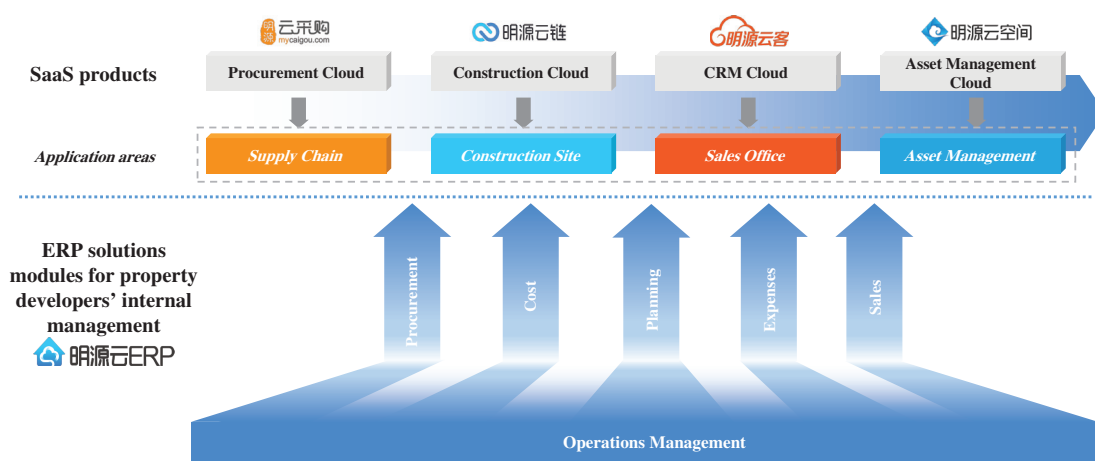 云采购
mycaigou.com
明源云链
明源云客
明源云空间
SaaS products
Procurement Cloud
Construction Cloud
CRM Cloud
Asset Management
Cloud
Application areas
Supply Chain
Construction Site
Sales Office
Asset Management
ERP solutions
modules for property
developers’ internal
management
明源云ERP
Procurement
Cost
Planning
Expenses
Sales
Operations Management